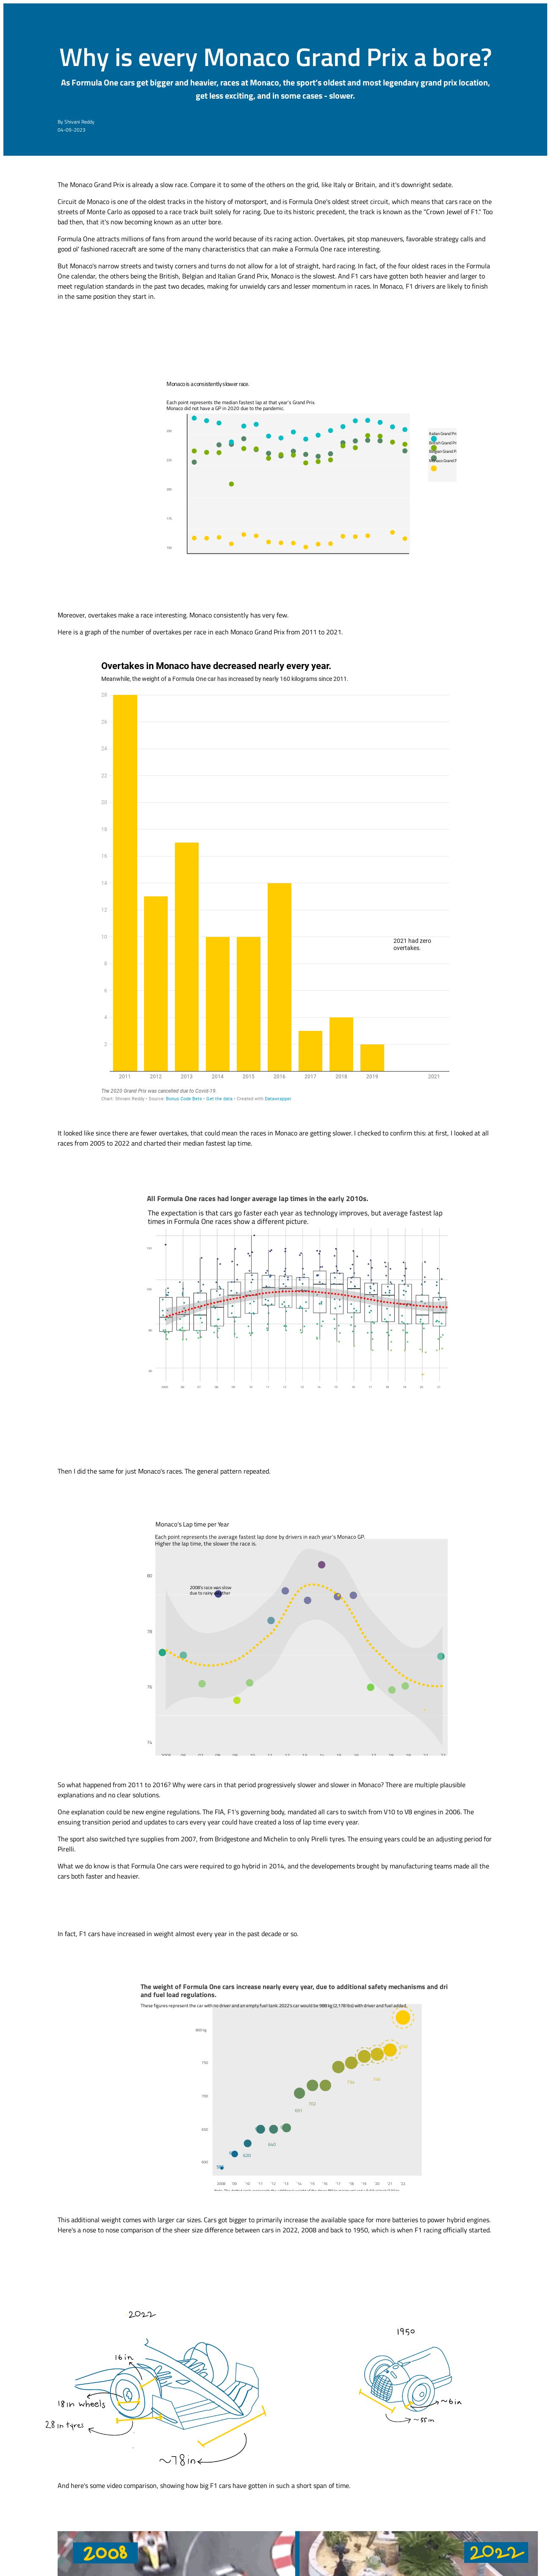 Why is every Monaco Grand Prix a bore?
As Formula One cars get bigger and heavier, races at Monaco, the sport's oldest and most legendary grand prix location,
get less exciting, and in some cases - slower.
By Shivani Reddy
04-09-2023
The Monaco Grand Prix is already a slow race. Compare it to some of the others on the grid, like Italy or Britain, and it's downright sedate.
Circuit de Monaco is one of the oldest tracks in the history of motorsport, and is Formula One's oldest street circuit, which means that cars race on the
streets of Monte Carlo as opposed to a race track built solely for racing. Due to its historic precedent, the track is known as the "Crown Jewel of F1." Too
bad then, that it's now becoming known as an utter bore.
Formula One attracts millions of fans from around the world because of its racing action. Overtakes, pit stop maneuvers, favorable strategy calls and
good ol' fashioned racecraft are some of the many characteristics that can make a Formula One race interesting.
But Monaco's narrow streets and twisty corners and turns do not allow for a lot of straight, hard racing. In fact, of the four oldest races in the Formula
One calendar, the others being the British, Belgian and Italian Grand Prix, Monaco is the slowest. And F1 cars have gotten both heavier and larger to
meet regulation standards in the past two decades, making for unwieldy cars and lesser momentum in races. In Monaco, F1 drivers are likely to finish
in the same position they start in.
Monaco is a consistently slower race.
Each point represents the median fastest lap at that year's Grand Prix.
Monaco did not have a GP in 2020 due to the pandemic.
Italian Grand Pri
British Grand Pri
Belgian Grand Pr
Monaco Grand P
Moreover, overtakes make a race interesting. Monaco consistently has very few.
Here is a graph of the number of overtakes per race in each Monaco Grand Prix from 2011 to 2021.
Overtakes in Monaco have decreased nearly every year.
Meanwhile, the weight of a Formula One car has increased by nearly 160 kilograms since 2011.
28
26
24
22
20
18
16
14
12
10
8
6
4
2
2021 had zero
overtakes.
2011 2012 2013 2014 2015 2016 2017 2018 2019 2021
The 2020 Grand Prix was cancelled due to Covid-19
Chart: Shivani Reddy • Source: Bonus Code Bets • Get the data • Created with Datawrapper
It looked like since there are fewer overtakes, that could mean the races in Monaco are getting slower. I checked to confirm this: at first, I looked at all
races from 2005 to 2022 and charted their median fastest lap time.
All Formula One races had longer average lap times in the early 2010s.
The expectation is that cars go faster each year as technology improves, but average fastest lap
times in Formula One races show a different picture.
Then I did the same for just Monaco's races. The general pattern repeated.
Monaco's Lap time per Year
Each point represents the average fastest lap done by drivers in each year's Monaco GP.
Higher the lap time, the slower the race is.
2008's race was slow
due to rainy weather
80
78
76
74
So what happened from 2011 to 2016? Why were cars in that period progressively slower and slower in Monaco? There are multiple plausible
explanations and no clear solutions.
One explanation could be new engine regulations. The FIA, F1's governing body, mandated all cars to switch from V10 to V8 engines in 2006. The
ensuing transition period and updates to cars every year could have created a loss of lap time every year.
The sport also switched tyre supplies from 2007, from Bridgestone and Michelin to only Pirelli tyres. The ensuing years could be an adjusting period for
Pirelli.
What we do know is that Formula One cars were required to go hybrid in 2014, and the developements brought by manufacturing teams made all the
cars both faster and heavier.
In fact, F1 cars have increased in weight almost every year in the past decade or so.
The weight of Formula One cars increase nearly every year, due to additional safety mechanisms and dri
and fuel load regulations.
These figures represent the car with no driver and an empty fuel tank. 2022's car would be 988 kg (2,178 lbs) with driver and fuel added.
800 kg
750
700
650
600
620
640
691
702
2008 '09 '10 '11 '12 '13 '14 '15 '16 '17 '18 '19 '20 '21 '22
This additional weight comes with larger car sizes. Cars got bigger to primarily increase the available space for more batteries to power hybrid engines.
Here's a nose to nose comparison of the sheer size difference between cars in 2022, 2008 and back to 1950, which is when F1 racing officially started.
2022
1950
16 in
18 in wheels
28 in tyres
~78 in
~6 in
~55 in
And here's some video comparison, showing how big F1 cars have gotten in such a short span of time.
2008
2022